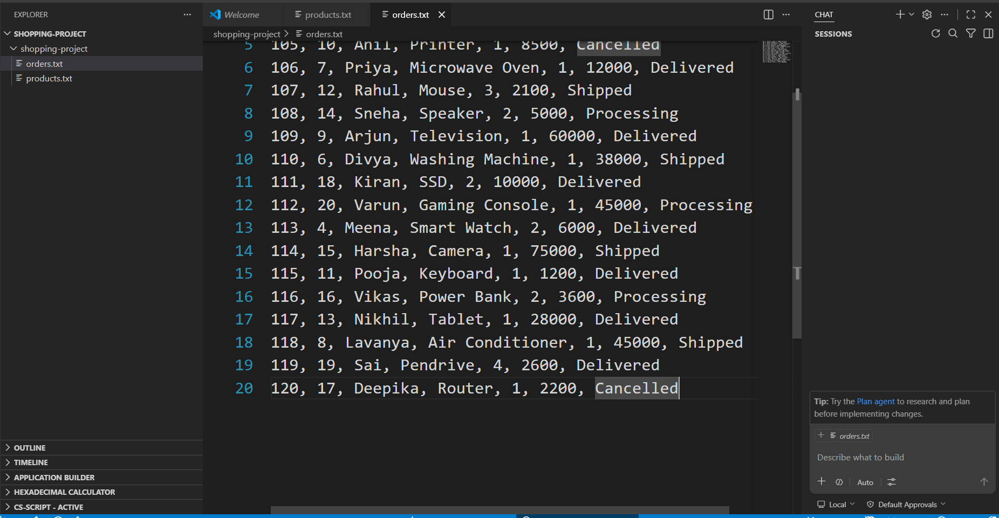 EXPLORER
SHOPPING-PROJECT
shopping-project
orders.txt
products.txt
OUTLINE
TIMELINE
APPLICATION BUILDER
HEXADECIMAL CALCULATOR
CS-SCRIPT - ACTIVE
Welcome
products.txt
orders.txt
shopping-project > orders.txt
5 105, 10, Anil, Printer, 1, 8500, Cancelled
6 106, 7, Priya, Microwave Oven, 1, 12000, Delivered
7 107, 12, Rahul, Mouse, 3, 2100, Shipped
8 108, 14, Sneha, Speaker, 2, 5000, Processing
9 109, 9, Arjun, Television, 1, 60000, Delivered
10 110, 6, Divya, Washing Machine, 1, 38000, Shipped
11 111, 18, Kiran, SSD, 2, 10000, Delivered
12 112, 20, Varun, Gaming Console, 1, 45000, Processing
13 113, 4, Meena, Smart Watch, 2, 6000, Delivered
14 114, 15, Harsha, Camera, 1, 75000, Shipped
15 115, 11, Pooja, Keyboard, 1, 1200, Delivered
16 116, 16, Vikas, Power Bank, 2, 3600, Processing
17 117, 13, Nikhil, Tablet, 1, 28000, Delivered
18 118, 8, Lavanya, Air Conditioner, 1, 45000, Shipped
19 119, 19, Sai, Pendrive, 4, 2600, Delivered
20 120, 17, Deepika, Router, 1, 2200, Cancelled
CHAT
SESSIONS
Tip: Try the Plan agent to research and plan
before implementing changes.
orders.txt
Describe what to build
Auto
Local
Default Approvals